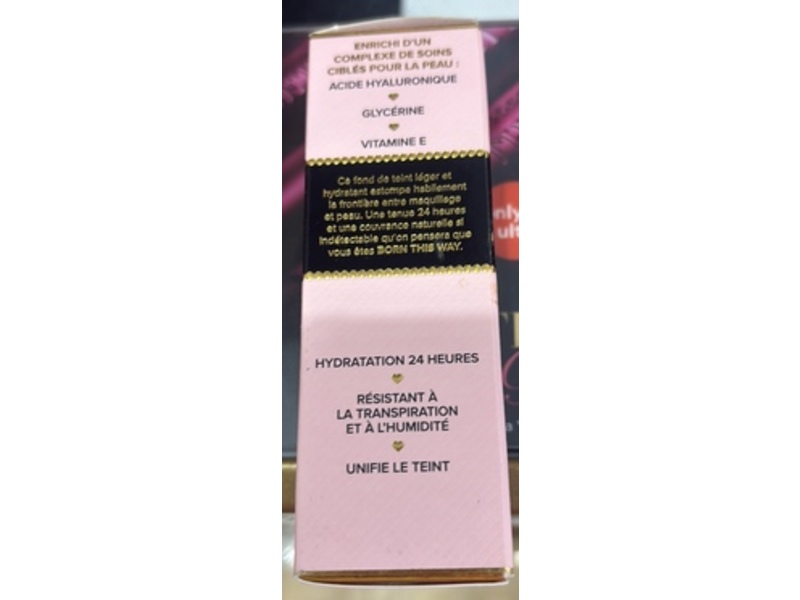 ENRICHI D'UN
COMPLEXE DE SOINS
CIBLÉS POUR LA PEAU :
ACIDE HYALURONIQUE
GLYCÉRINE
VITAMINE E
Ce fond de teint léger et
hydratant estompe habilement
la frontière entre maquillage
et peau. Une tenue 24 heures
et une couvrance naturelle si
indétectable qu'on pensera que
vous êtes BORN THIS WAY.
HYDRATATION 24 HEURES
RÉSISTANT À
LA TRANSPIRATION
ET À L'HUMIDITÉ
UNIFIE LE TEINT
only
ult